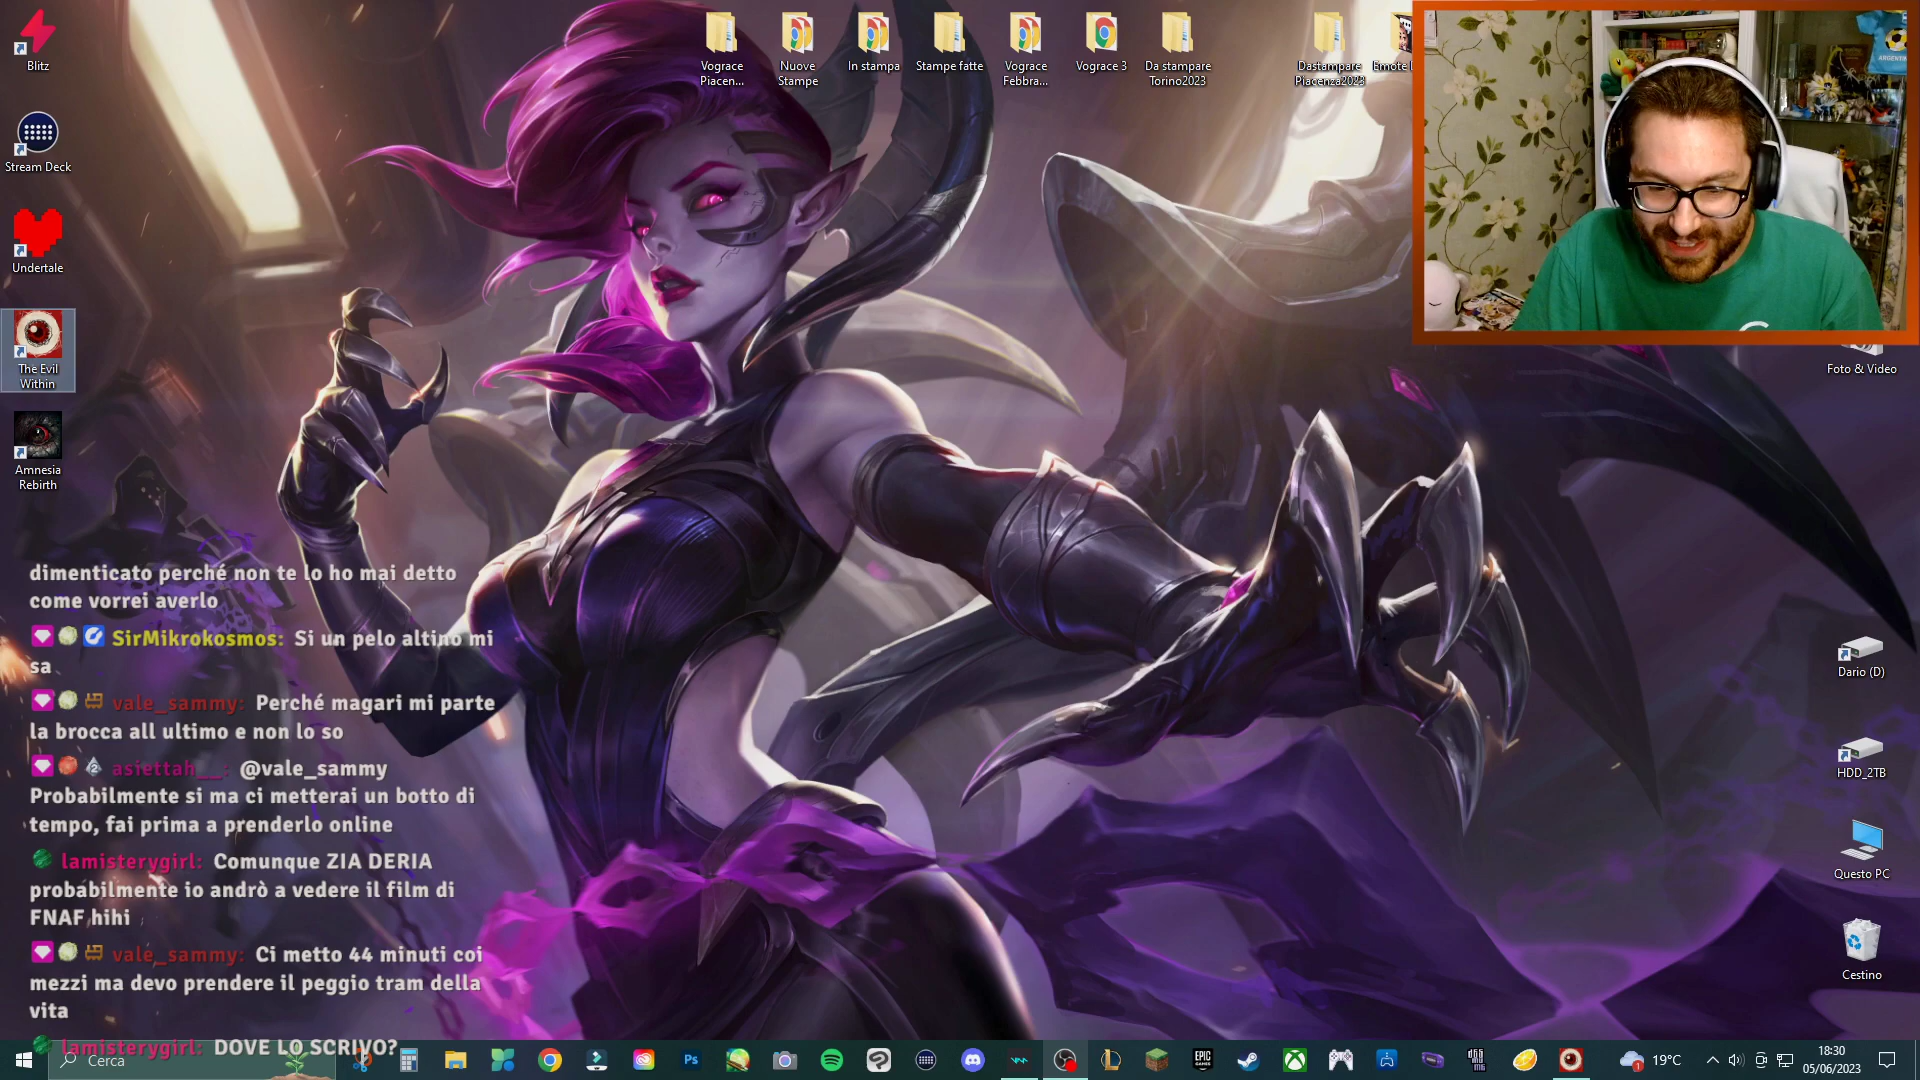 Blitz
Stream Deck
Undertale
The Evil
Within
Amnesia
Rebirth
Vograce
Piacen...
Nuove
Stampe
In stampa
Stampe fatte
Vograce
Febbra...
Vograce 3
Da stampare
Torino2023
Dastampare
Piacenza2023
Emote
ARGENTIN
Foto & Video
Dario (D)
HDD_2TB
Questo PC
Cestino
dimenticato perché non te lo ho mai detto
come vorrei averlo
SirMikrokosmos: Si un pelo altino mi
sa
vale_sammy: Perché magari mi parte
la brocca all ultimo e non lo so
asiettah__: @vale_sammy
Probabilmente si ma ci metterai un botto di
tempo, fai prima a prenderlo online
lamisterygirl: Comunque ZIA DERIA
probabilmente io andrò a vedere il film di
FNAF hihi
vale_sammy: Ci metto 44 minuti coi
mezzi ma devo prendere il peggio tram della
vita
lamisterygirl: DOVE LO SCRIVO?
Cerca
Ps
EPIC
GAMES
1
19°C
18:30
05/06/2023